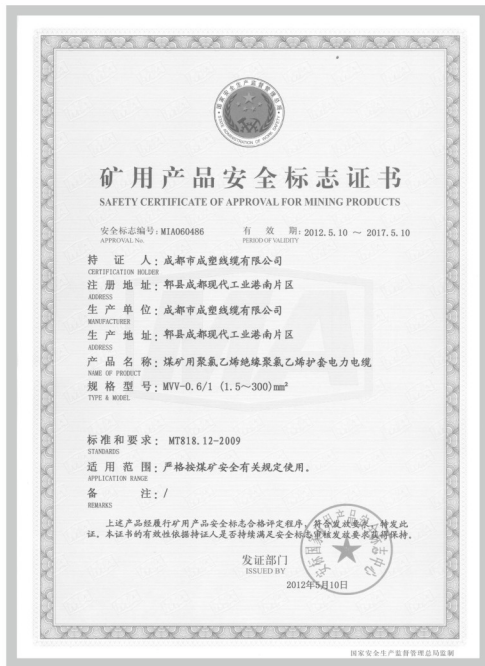 矿用产品安全标志证书
SAFETY CERTIFICATE OF APPROVAL FOR MINING PRODUCTS
安全标志编号: MIA060486 有效期: 2012.5.10 ～ 2017.5.10
APPROVAL No. PERIOD OF VALIDITY
持证人: 成都市成塑线缆有限公司
CERTIFICATION HOLDER
注册地址: 郫县成都现代工业港南片区
ADDRESS
生产单位: 成都市成塑线缆有限公司
MANUFACTURER
生产地址: 郫县成都现代工业港南片区
ADDRESS
产品名称: 煤矿用聚氯乙烯绝缘聚氯乙烯护套电力电缆
NAME OF PRODUCT
规格型号: MVV-0.6/1 (1.5～300)mm²
TYPE & MODEL
标准和要求: MT818.12-2009
STANDARDS
适用范围: 严格按煤矿安全有关规定使用。
APPLICATION RANGE
备注: /
REMARKS
上述产品经履行矿用产品安全标志合格评定程序，符合发放要求，特发此
证。本证书的有效性依据持证人是否持续满足安全标志审核发放要求获得保持。
发证部门
ISSUED BY
2012年5月10日
国家安全生产监督管理总局监制